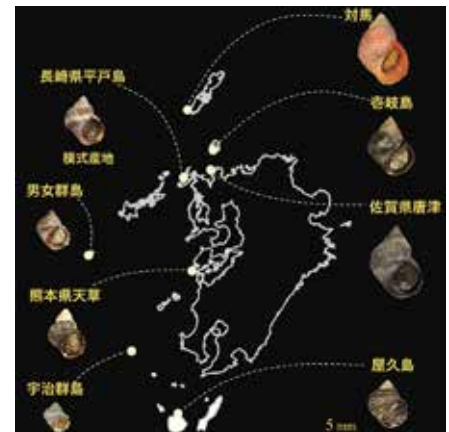 対馬
長崎県平戸島
模式産地
壱岐島
男女群島
佐賀県唐津
熊本県天草
宇治群島
屋久島
5 mm